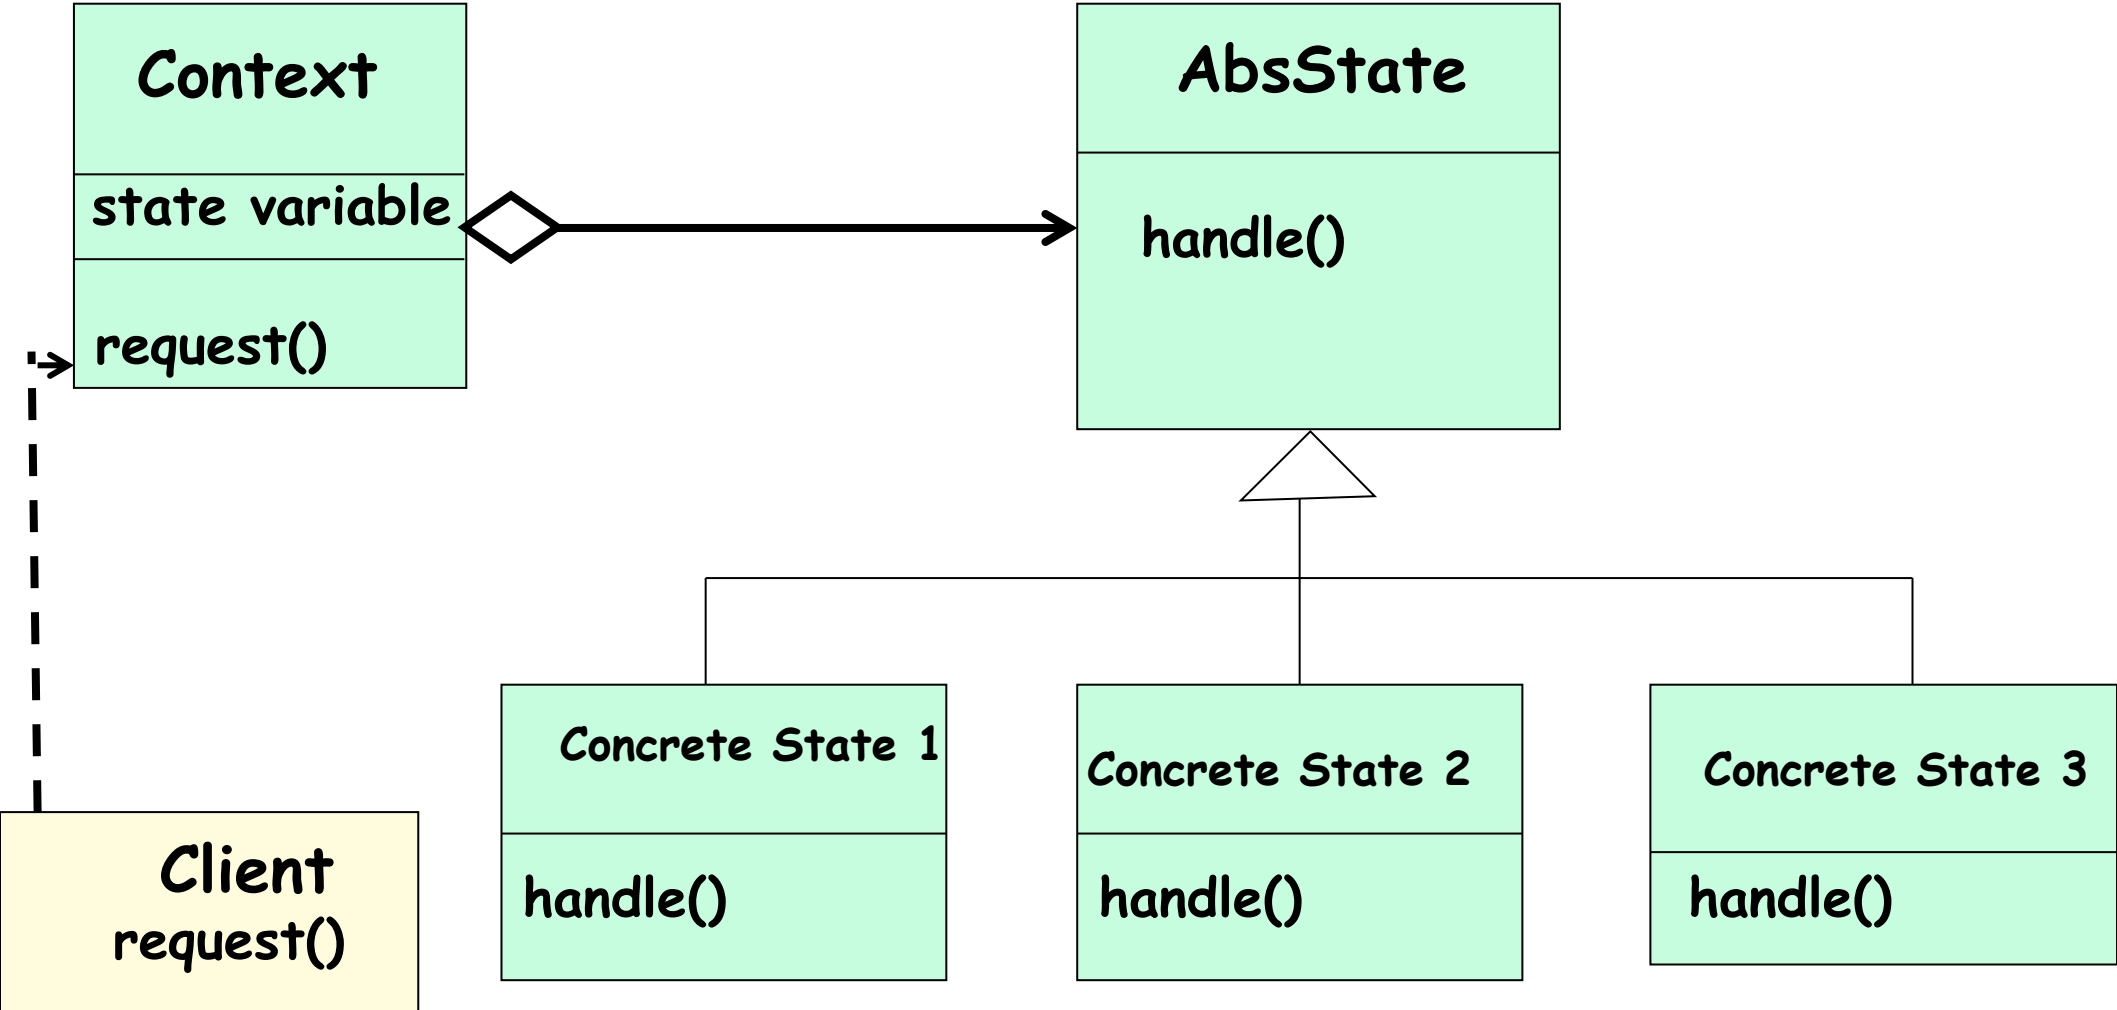 Context
state variable
request()
AbsState
handle()
Concrete State 1
handle()
Concrete State 2
handle()
Concrete State 3
handle()
Client
request()